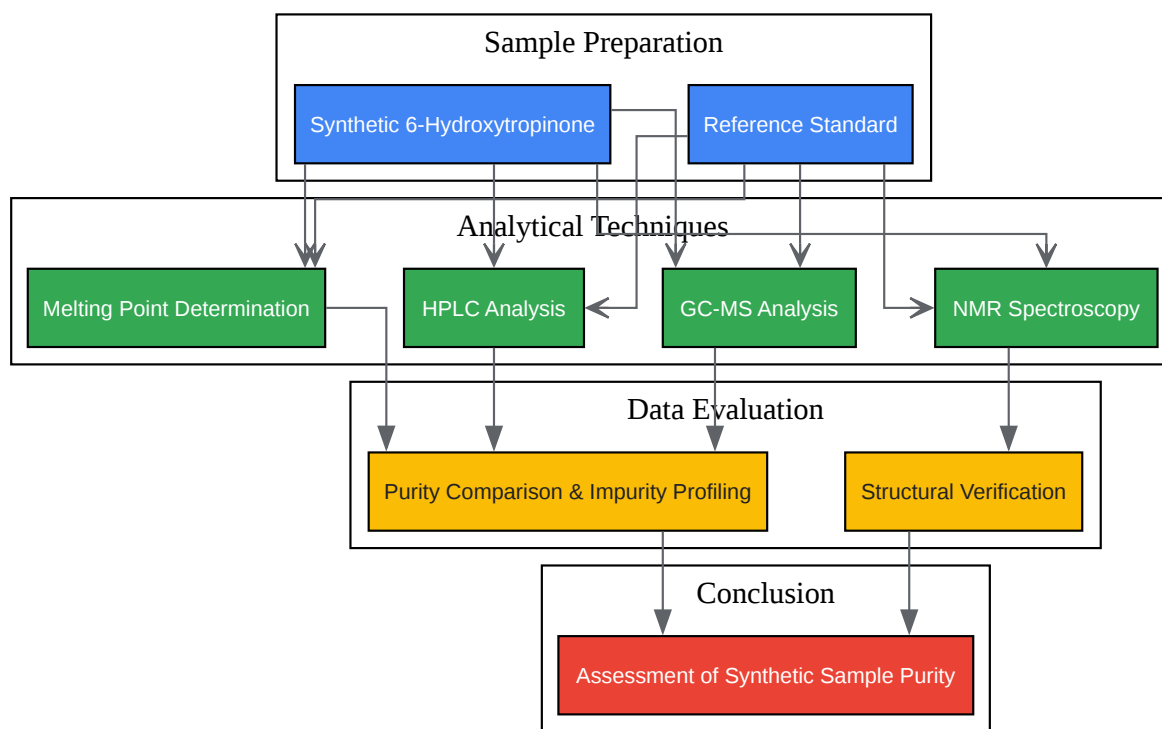 Sample Preparation
Synthetic 6-Hydroxytropinone
Reference Standard
Analytical Techniques
Melting Point Determination
HPLC Analysis
GC-MS Analysis
NMR Spectroscopy
Data Evaluation
Purity Comparison & Impurity Profiling
Structural Verification
Conclusion
Assessment of Synthetic Sample Purity